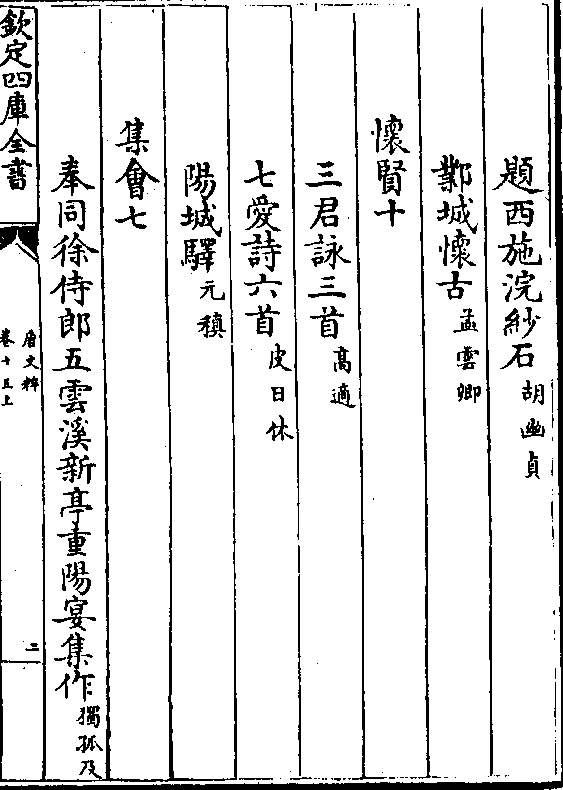 題西施浣紗石胡幽貞
鄴城懷古孟雲卿
懷賢十
三君詠三首髙適
七愛詩六首皮日休
陽城驛元稹
集會七
奉同徐侍郎五雲溪新亭重陽宴集作獨孤及
欽定四庫全書
唐文粹
卷十五上
二